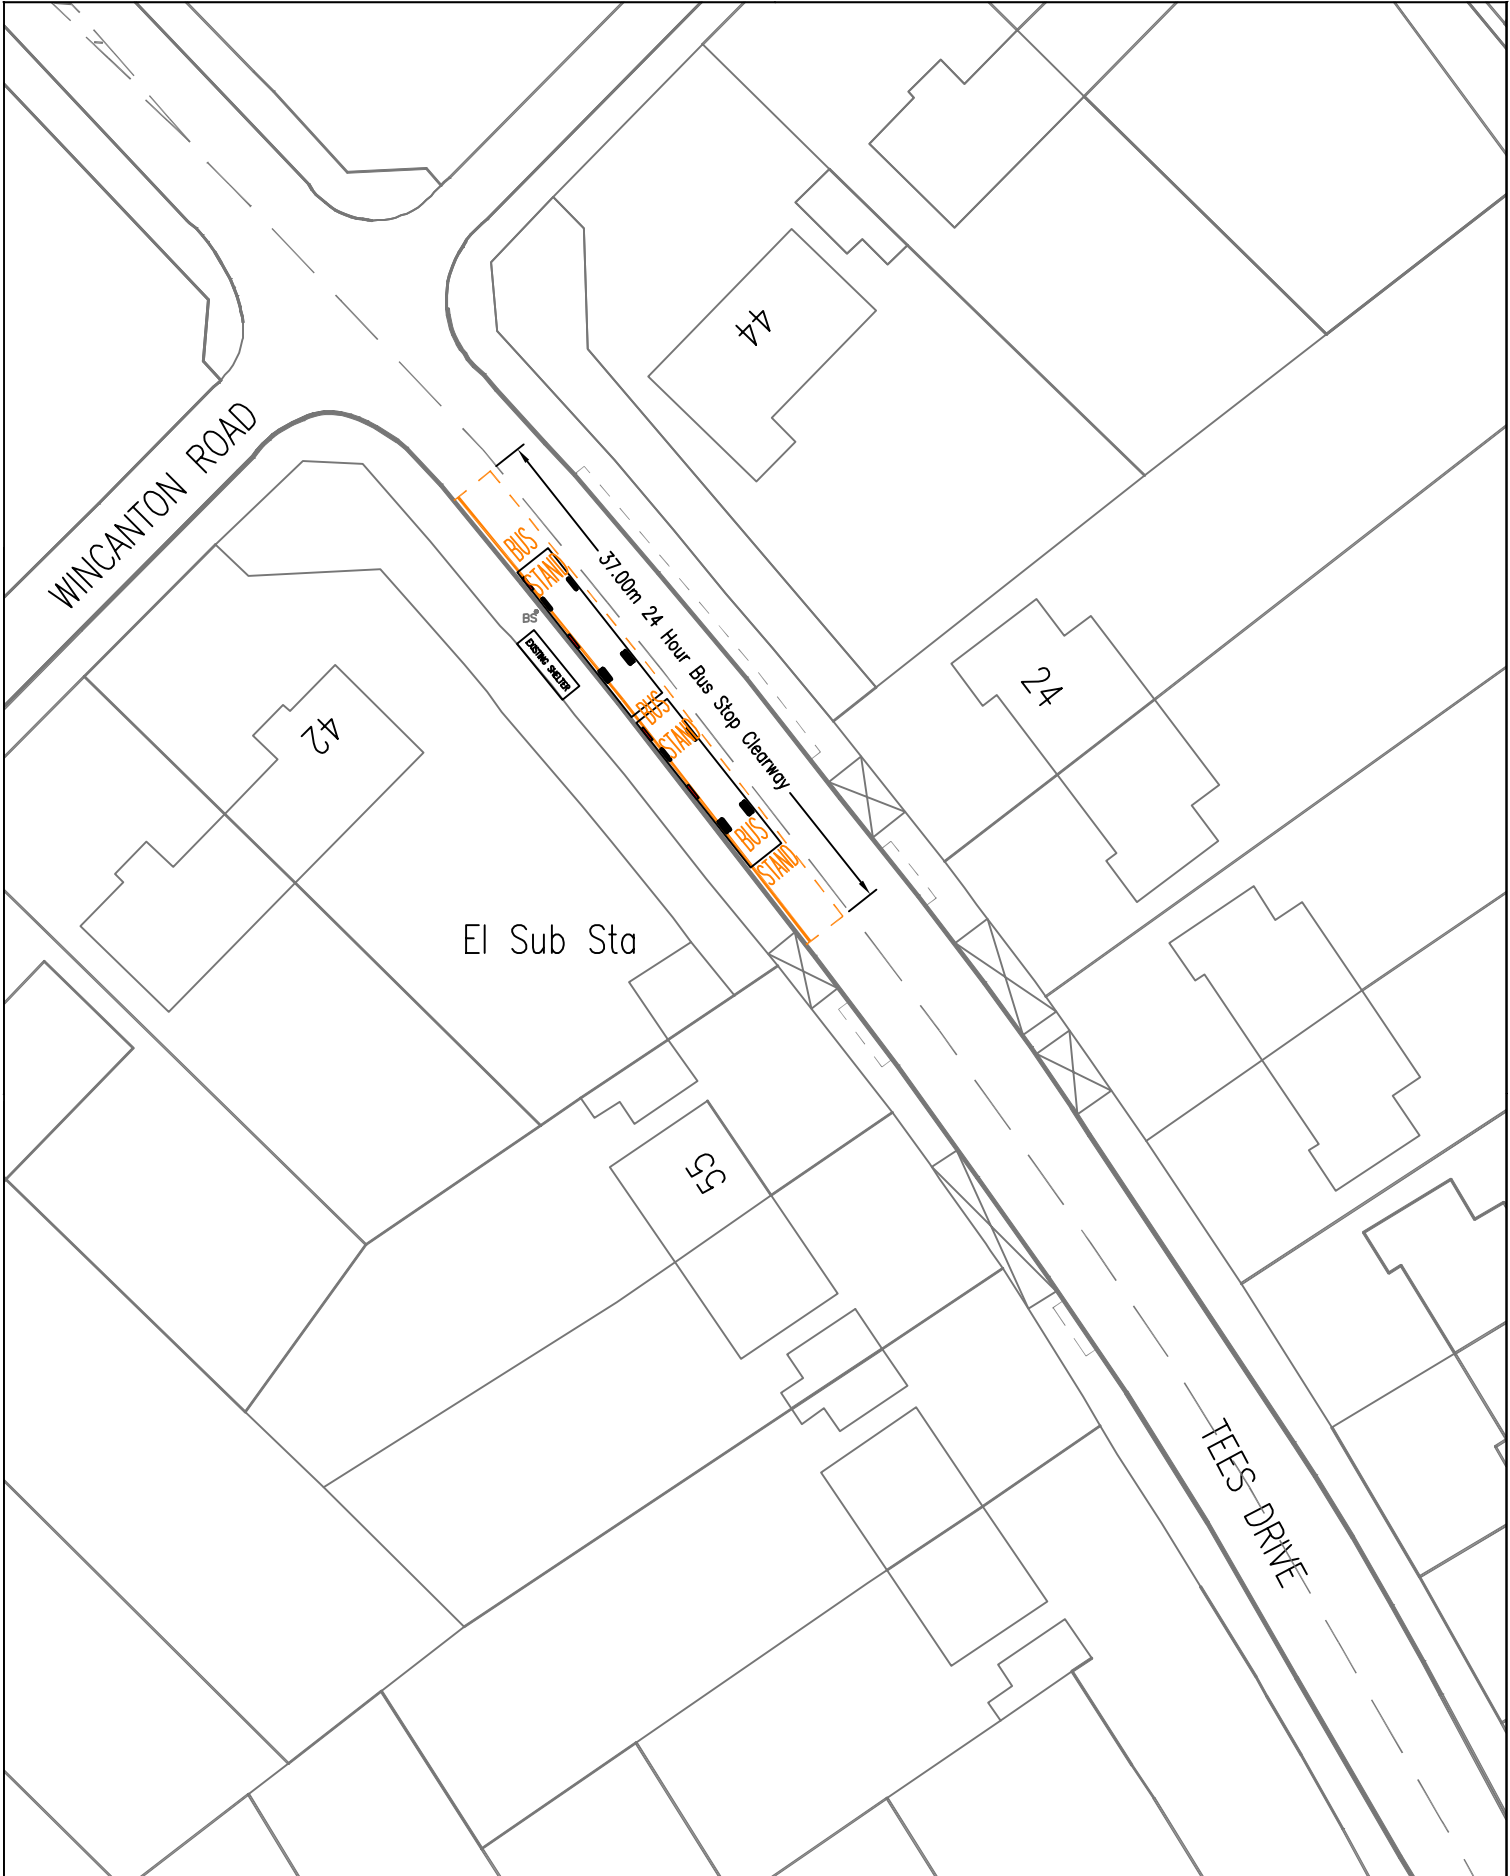 44
WINCANTON ROAD
BUS
STAND
37.00m 24 Hour Bus Stop Clearway
BS
EXISTING SHELTER
24
BUS
STAND
42
BUS
STAND
El Sub Sta
55
TEES DRIVE